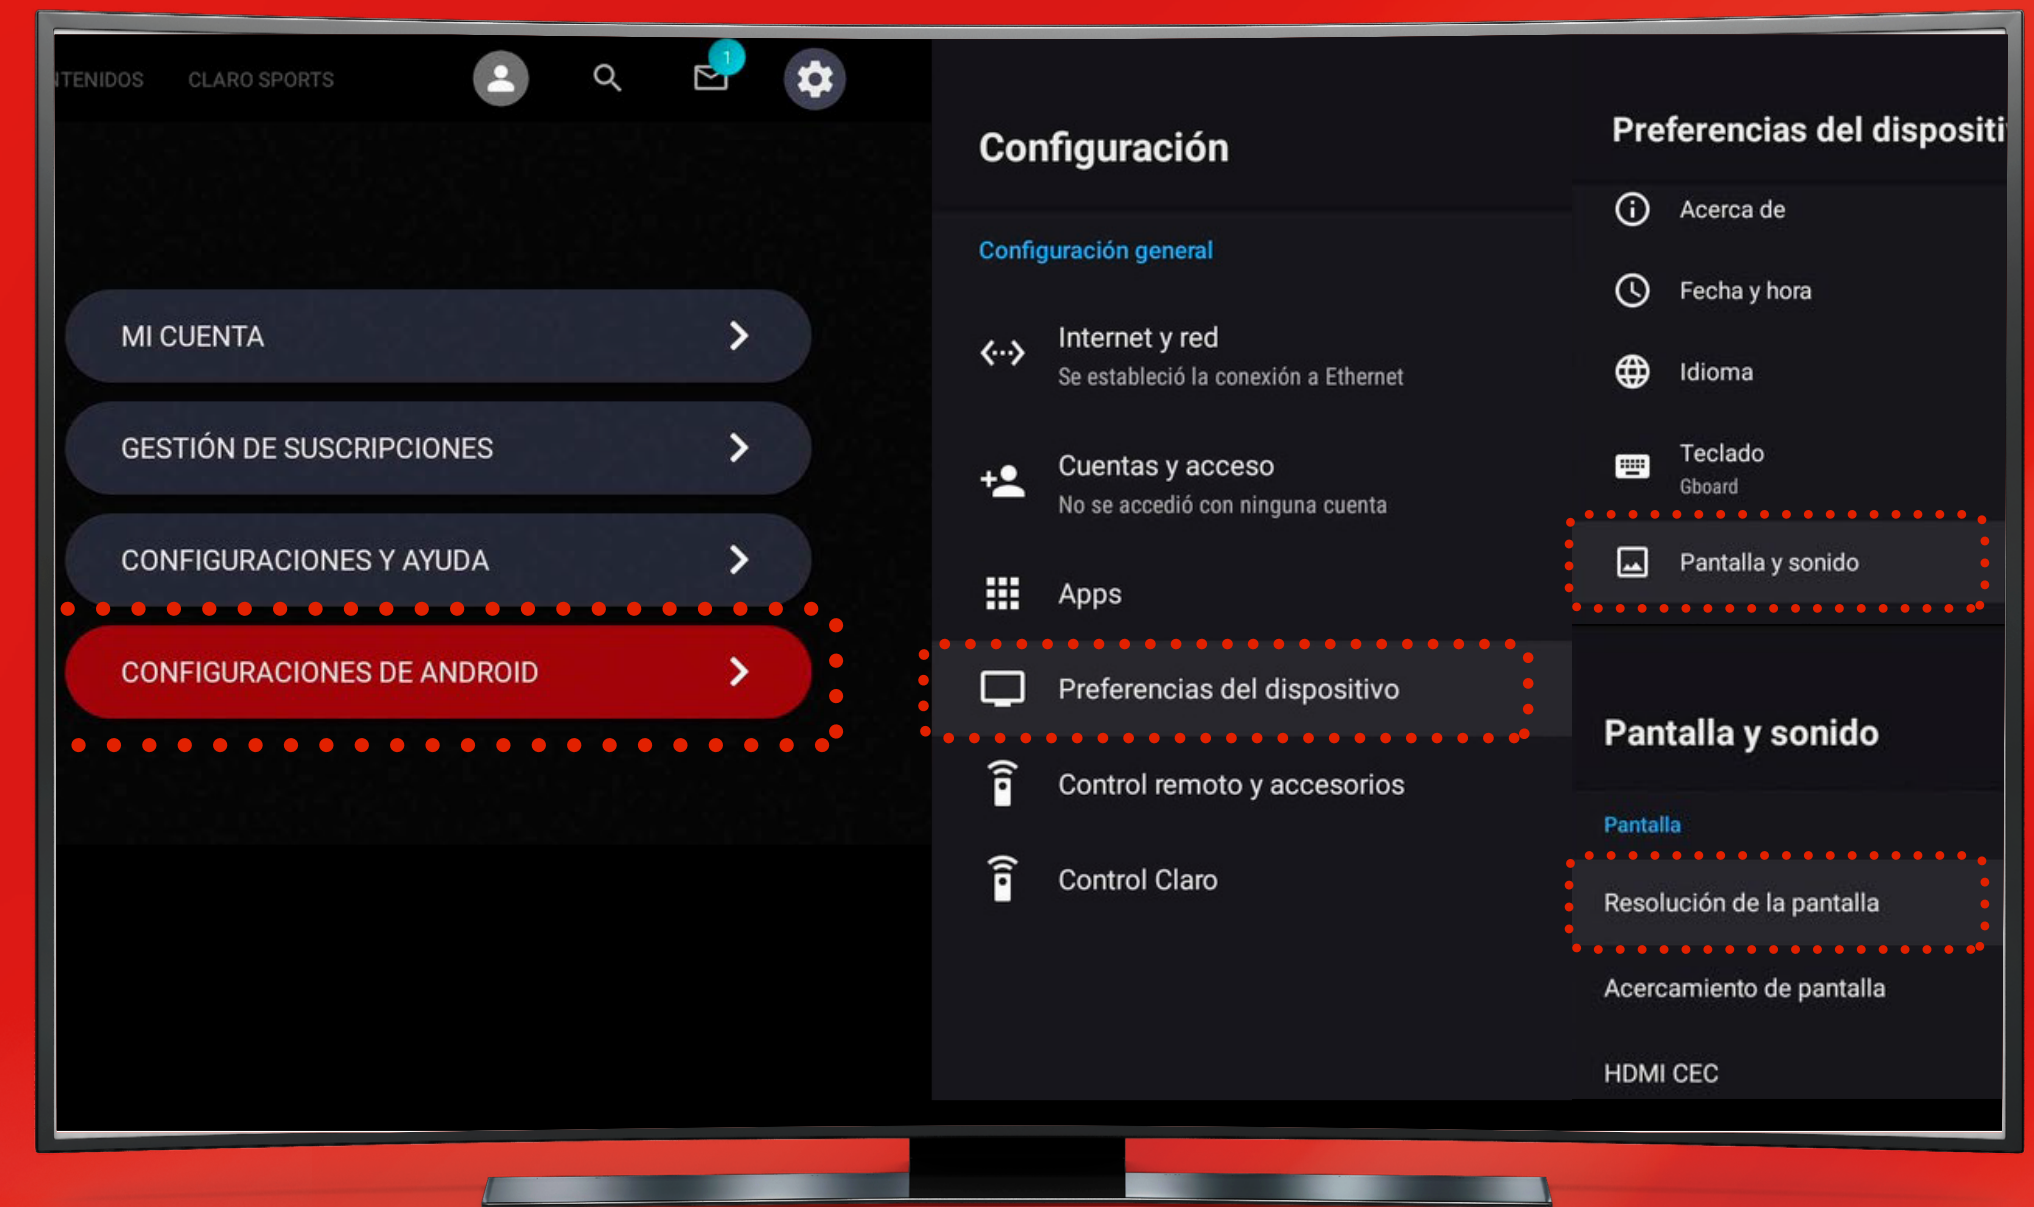 NTENIDOS
CLARO SPORTS
1
MI CUENTA
GESTIÓN DE SUSCRIPCIONES
CONFIGURACIONES Y AYUDA
CONFIGURACIONES DE ANDROID
Configuración
Configuración general
Internet y red
Se estableció la conexión a Ethernet
Cuentas y acceso
No se accedió con ninguna cuenta
Apps
Preferencias del dispositivo
Control remoto y accesorios
Control Claro
Preferencias del dispositi
Acerca de
Fecha y hora
Idioma
Teclado
Gboard
Pantalla y sonido
Pantalla y sonido
Pantalla
Resolución de la pantalla
Acercamiento de pantalla
HDMI CEC